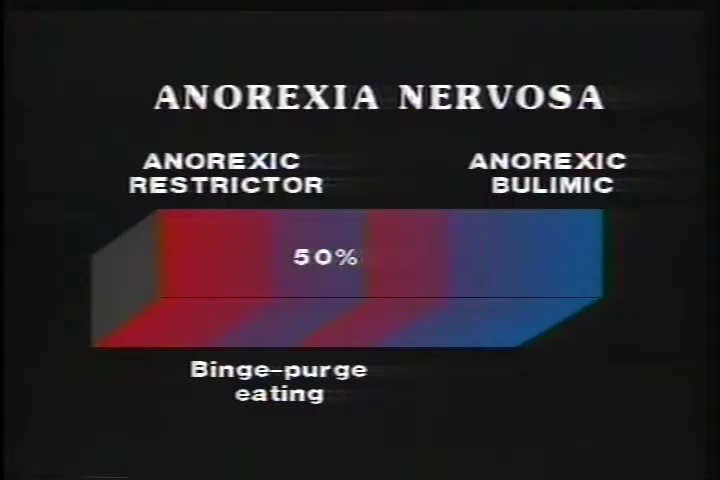 ANOREXIA NERVOSA
ANOREXIC
RESTRICTOR
ANOREXIC
BULIMIC
50%
Binge-purge
eating